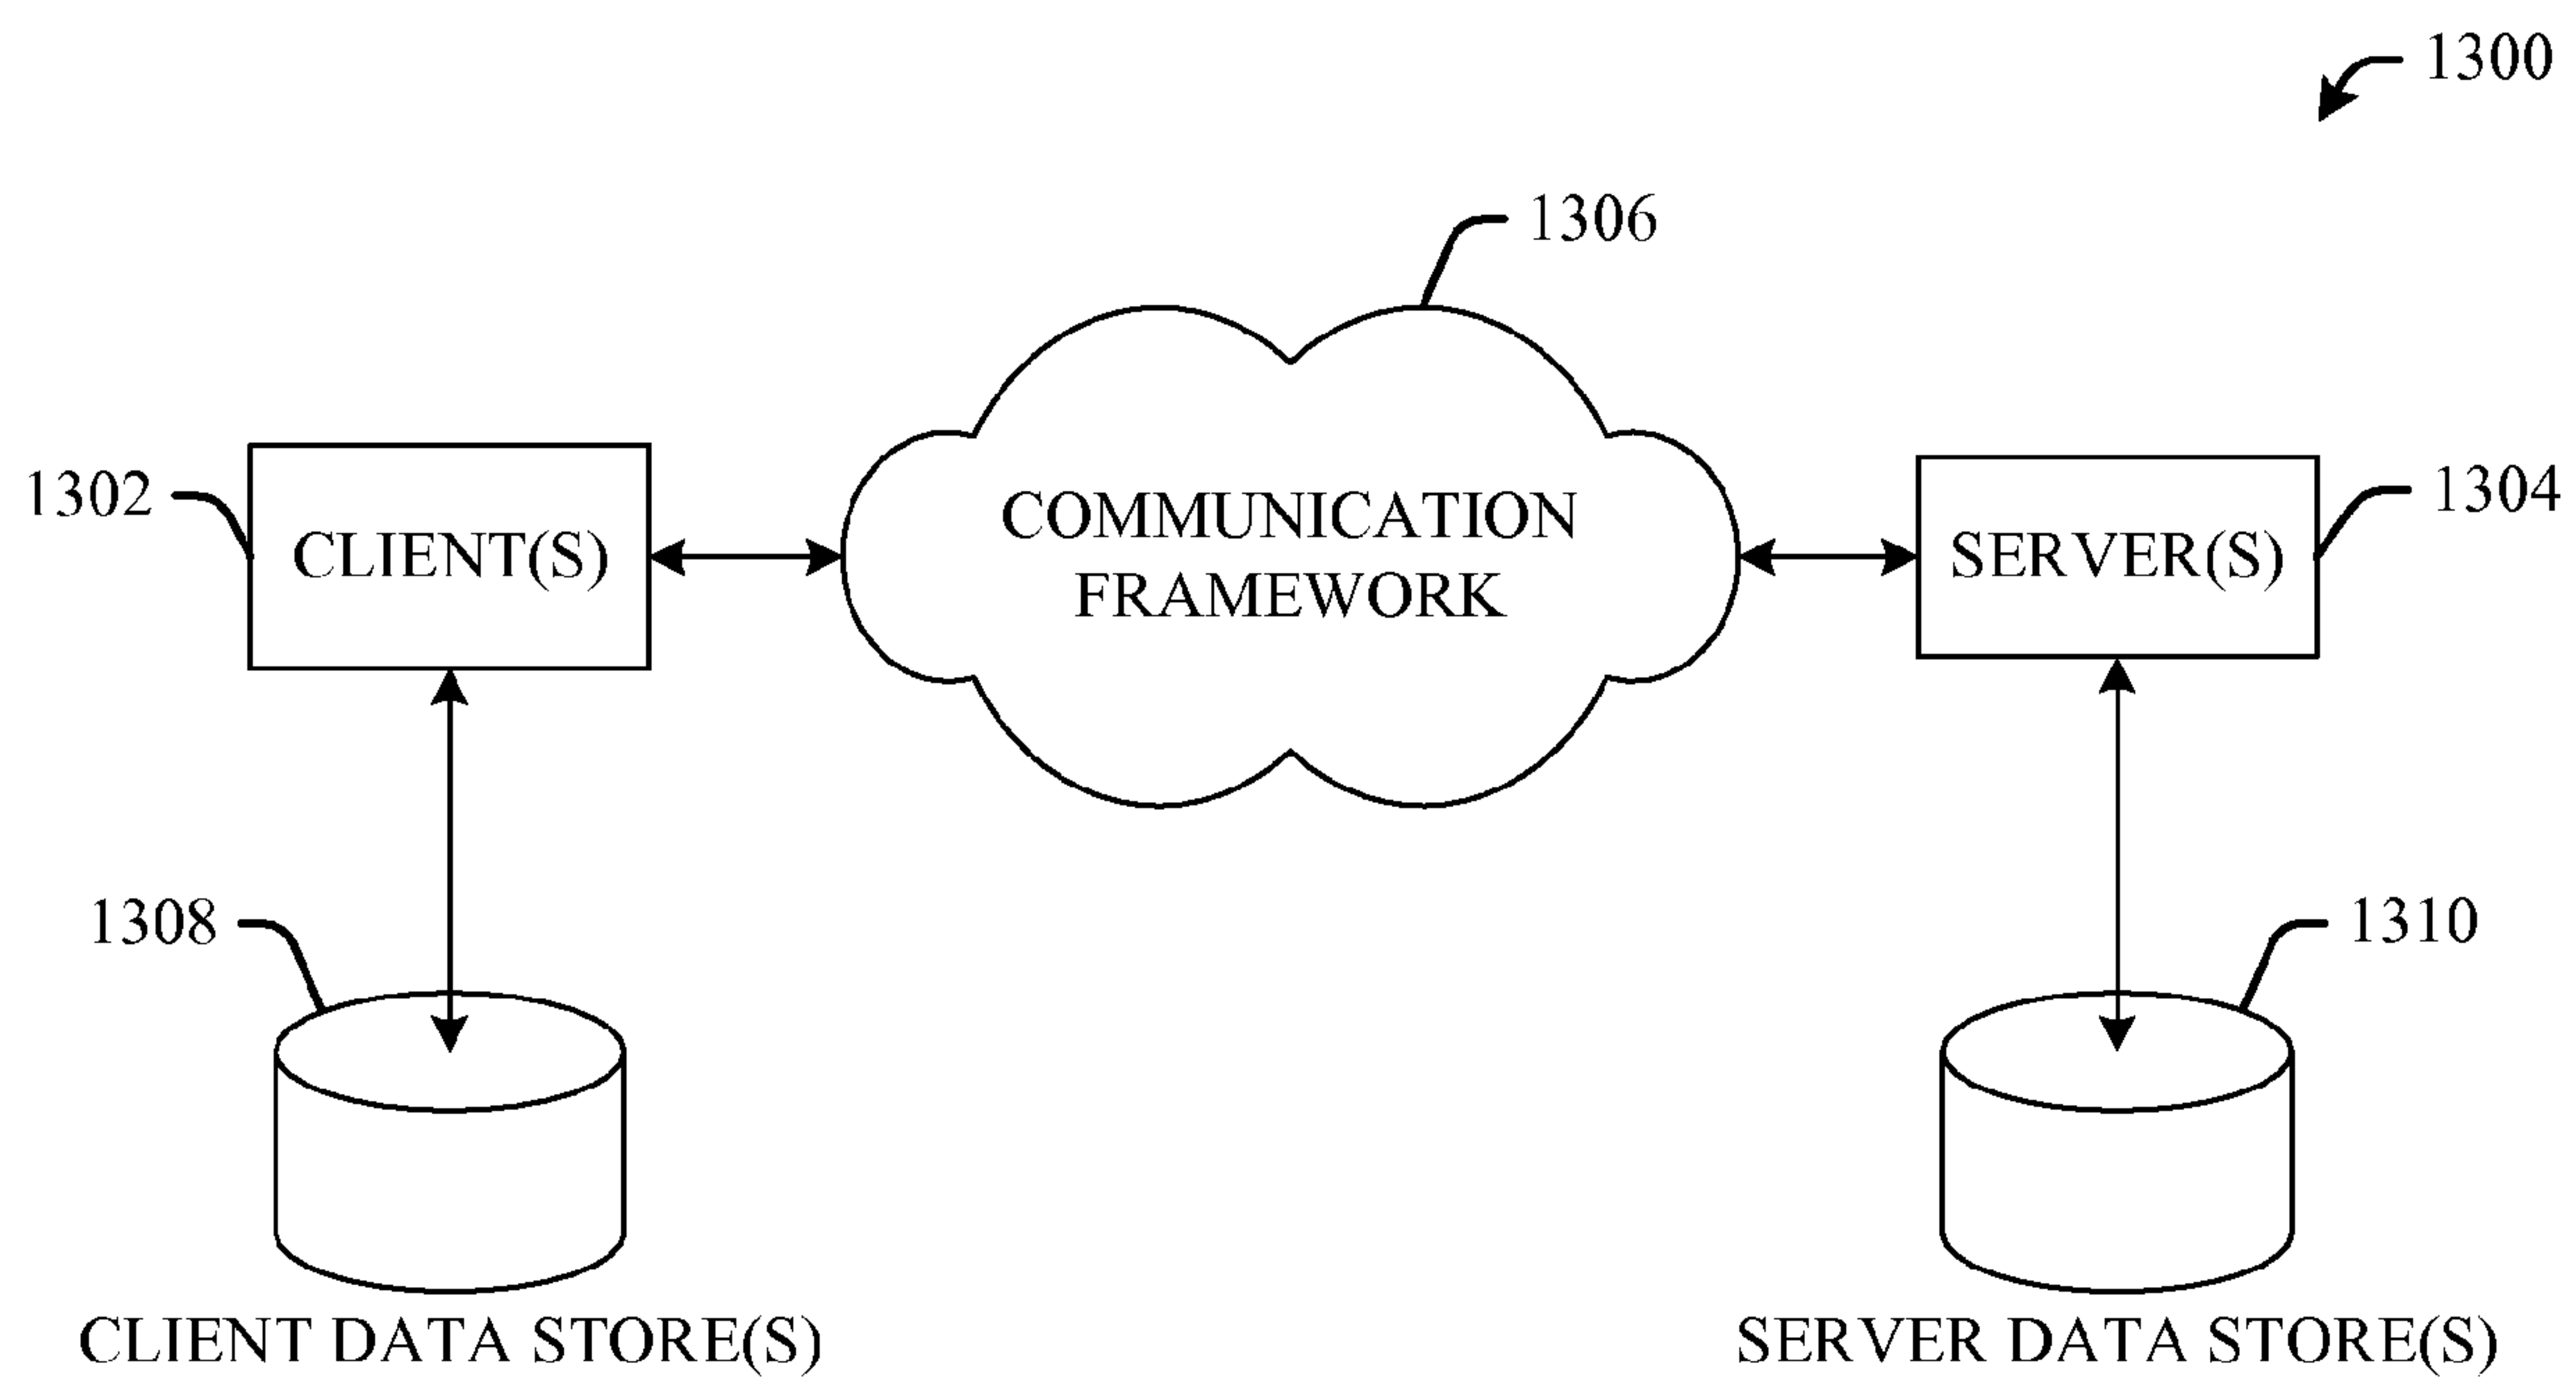 1300
1306
1302
CLIENT(S)
COMMUNICATION
FRAMEWORK
SERVER(S)
1304
1308
1310
CLIENT DATA STORE(S)
SERVER DATA STORE(S)